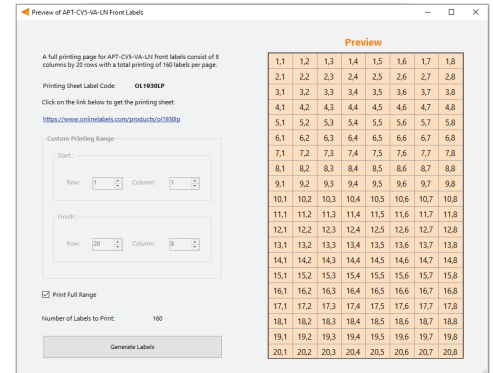 Preview of APT-CV5-VA-LN Front Labels
A full printing page for APT-CV5-VA-LN front labels consist of 8
columns by 20 rows with a total printing of 160 labels per page.
Printing Sheet Label Code: OL1930LP
Click on the link below to get the printing sheet:
https://www.onlinelabels.com/products/ol1930lp
Custom Printing Range
Start :
Row: 1 Column: 1
Finish :
Row: 20 Column: 8
Print Full Range
Number of Labels to Print: 160
Generate Labels
Preview
1,1 1,2 1,3 1,4 1,5 1,6 1,7 1,8
2,1 2,2 2,3 2,4 2,5 2,6 2,7 2,8
3,1 3,2 3,3 3,4 3,5 3,6 3,7 3,8
4,1 4,2 4,3 4,4 4,5 4,6 4,7 4,8
5,1 5,2 5,3 5,4 5,5 5,6 5,7 5,8
6,1 6,2 6,3 6,4 6,5 6,6 6,7 6,8
7,1 7,2 7,3 7,4 7,5 7,6 7,7 7,8
8,1 8,2 8,3 8,4 8,5 8,6 8,7 8,8
9,1 9,2 9,3 9,4 9,5 9,6 9,7 9,8
10,1 10,2 10,3 10,4 10,5 10,6 10,7 10,8
11,1 11,2 11,3 11,4 11,5 11,6 11,7 11,8
12,1 12,2 12,3 12,4 12,5 12,6 12,7 12,8
13,1 13,2 13,3 13,4 13,5 13,6 13,7 13,8
14,1 14,2 14,3 14,4 14,5 14,6 14,7 14,8
15,1 15,2 15,3 15,4 15,5 15,6 15,7 15,8
16,1 16,2 16,3 16,4 16,5 16,6 16,7 16,8
17,1 17,2 17,3 17,4 17,5 17,6 17,7 17,8
18,1 18,2 18,3 18,4 18,5 18,6 18,7 18,8
19,1 19,2 19,3 19,4 19,5 19,6 19,7 19,8
20,1 20,2 20,3 20,4 20,5 20,6 20,7 20,8